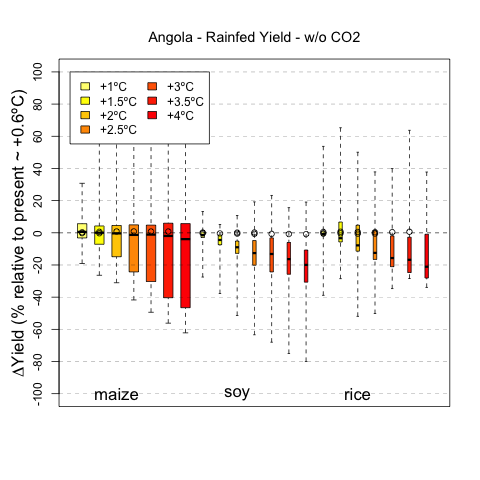 Angola - Rainfed Yield - w/o CO2
ΔYield (% relative to present ~ +0.6ºC)
100
80
60
40
20
0
-20
-40
-60
-80
-100
+1ºC
+1.5ºC
+2ºC
+2.5ºC
+3ºC
+3.5ºC
+4ºC
maize
soy
rice